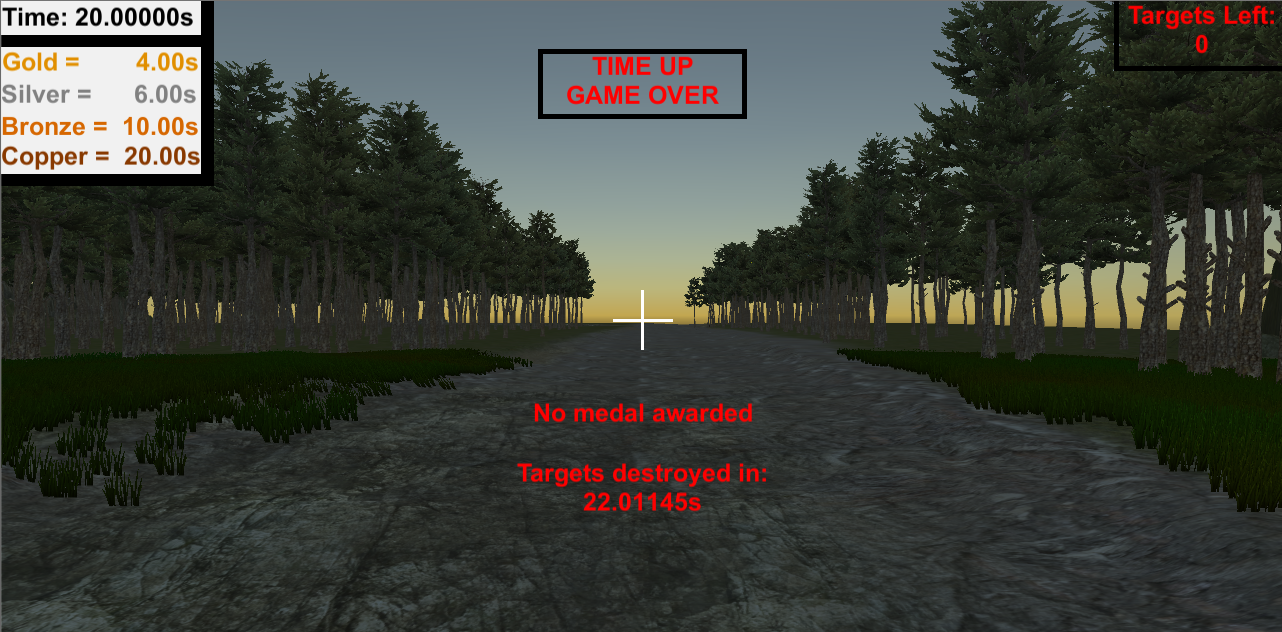 Time: 20.00000s
Gold = 4.00s
Silver = 6.00s
Bronze = 10.00s
Copper = 20.00s
TIME UP
GAME OVER
Targets Left:
0
No medal awarded
Targets destroyed in:
22.01145s